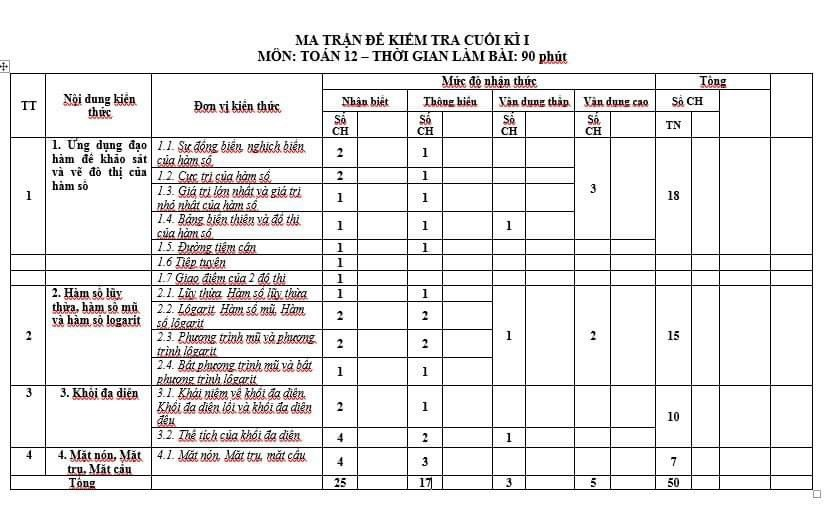 MA TRẬN ĐỀ KIỂM TRA CUỐI KÌ I
MÔN: TOÁN 12 – THỜI GIAN LÀM BÀI: 90 phút
TT
Nội dung kiến
thức
Đơn vị kiến thức
Mức độ nhận thức
Tổng
Nhận biết
Thông hiểu
Vận dụng thấp
Vận dụng cao
Số CH
Số
CH
Số
CH
Số
CH
Số
CH
TN
1
1. Ứng dụng đạo
hàm để khảo sát
và vẽ đồ thị của
hàm số
1.1. Sự đồng biến, nghịch biến
của hàm số
2
1
3
18
1.2. Cực trị của hàm số
2
1
1.3. Giá trị lớn nhất và giá trị
nhỏ nhất của hàm số
1
1
1.4. Bảng biến thiên và đồ thị
của hàm số
1
1
1
1.5. Đường tiệm cận
1
1
1.6 Tiếp tuyến
1
1.7 Giao điểm của 2 đồ thị
1
2
2. Hàm số lũy
thừa, hàm số mũ
và hàm số logarit
2.1. Lũy thừa. Hàm số lũy thừa
1
1
1
2
15
2.2. Lôgarit. Hàm số mũ. Hàm
số lôgarit
2
2
2.3. Phương trình mũ và phương
trình lôgarit
2
2
2.4. Bất phương trình mũ và bất
phương trình lôgarit
1
1
3
3. Khối đa diện
3.1. Khái niệm về khối đa diện.
Khối đa diện lồi và khối đa diện
đều
2
1
10
3.2. Thể tích của khối đa diện
4
2
1
4
4. Mặt nón, Mặt
trụ, Mặt cầu
4.1. Mặt nón, Mặt trụ, mặt cầu
4
3
7
Tổng
25
17
3
5
50